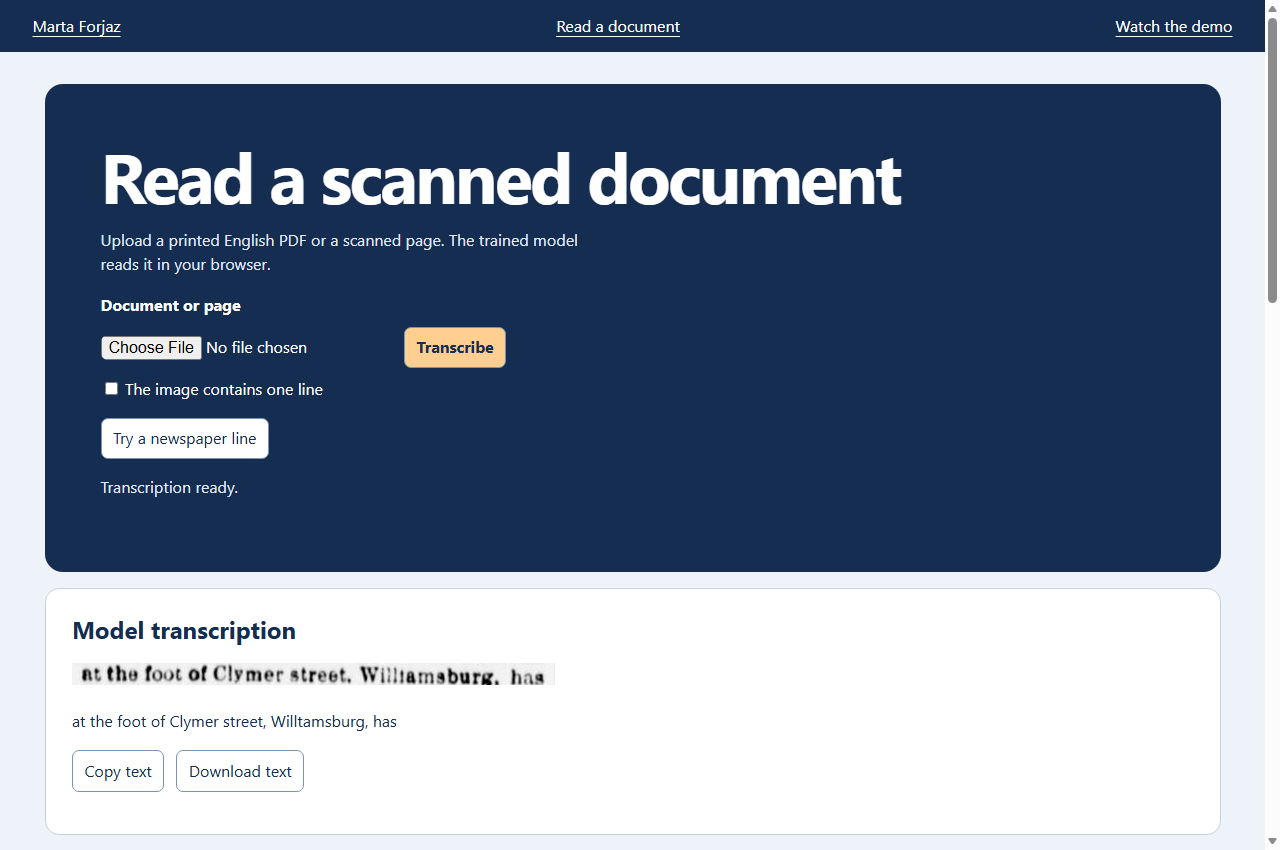 Marta Forjaz
Read a document
Watch the demo
Read a scanned document
Upload a printed English PDF or a scanned page. The trained model
reads it in your browser.
Document or page
Choose File No file chosen
Transcribe
The image contains one line
Try a newspaper line
Transcription ready.
Model transcription
at the foot of Clymer street, Williamsburg, has
at the foot of Clymer street, Willtamsburg, has
Copy text
Download text